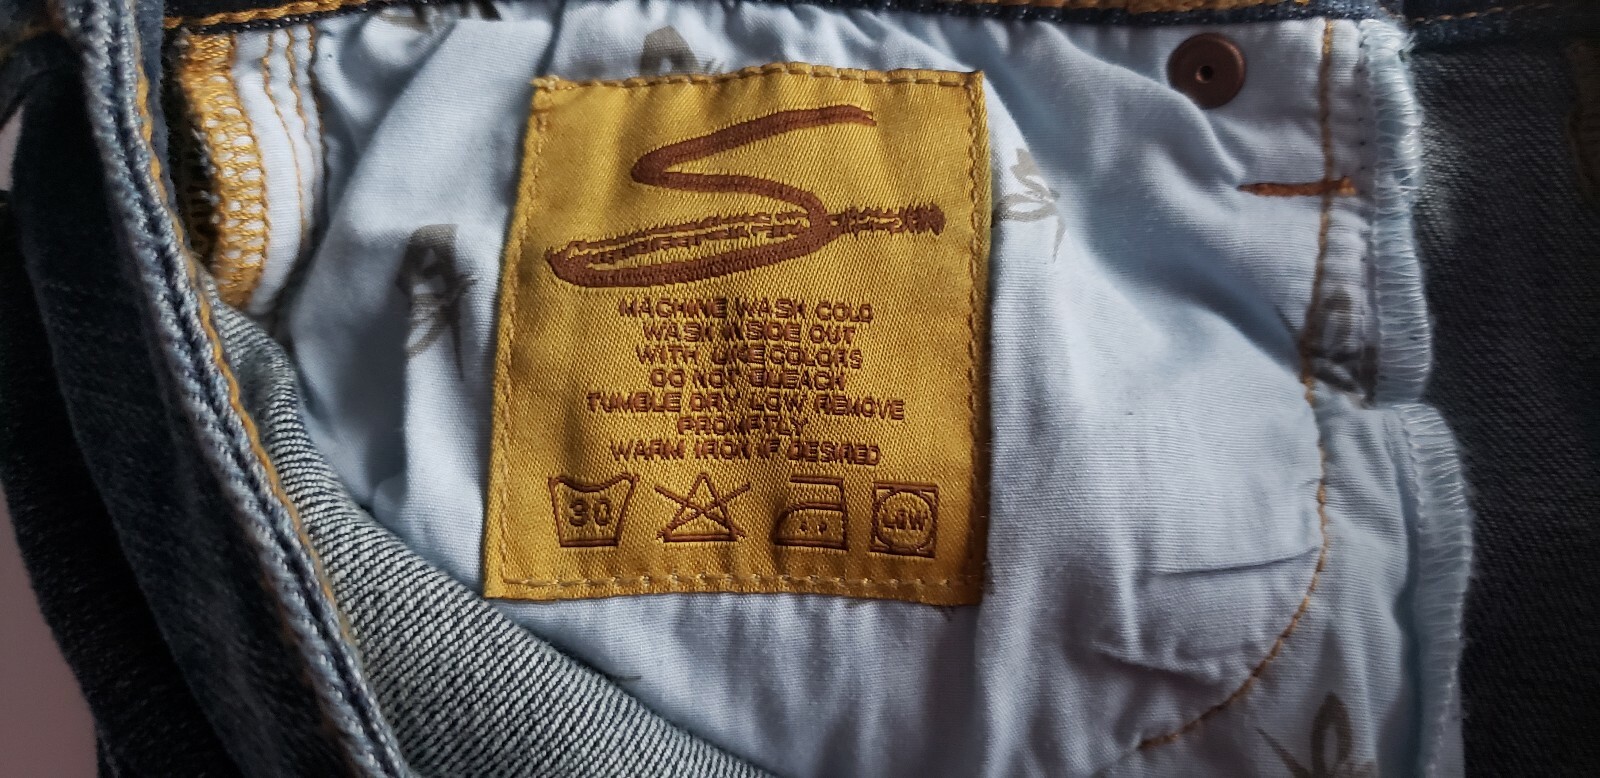 S
MACHINE WASH COLD
WASH INSIDE OUT
WITH LIKE COLORS
DO NOT BLEACH
TUMBLE DRY LOW REMOVE
PROMPTLY
WARM IRON IF DESIRED
30
LOW